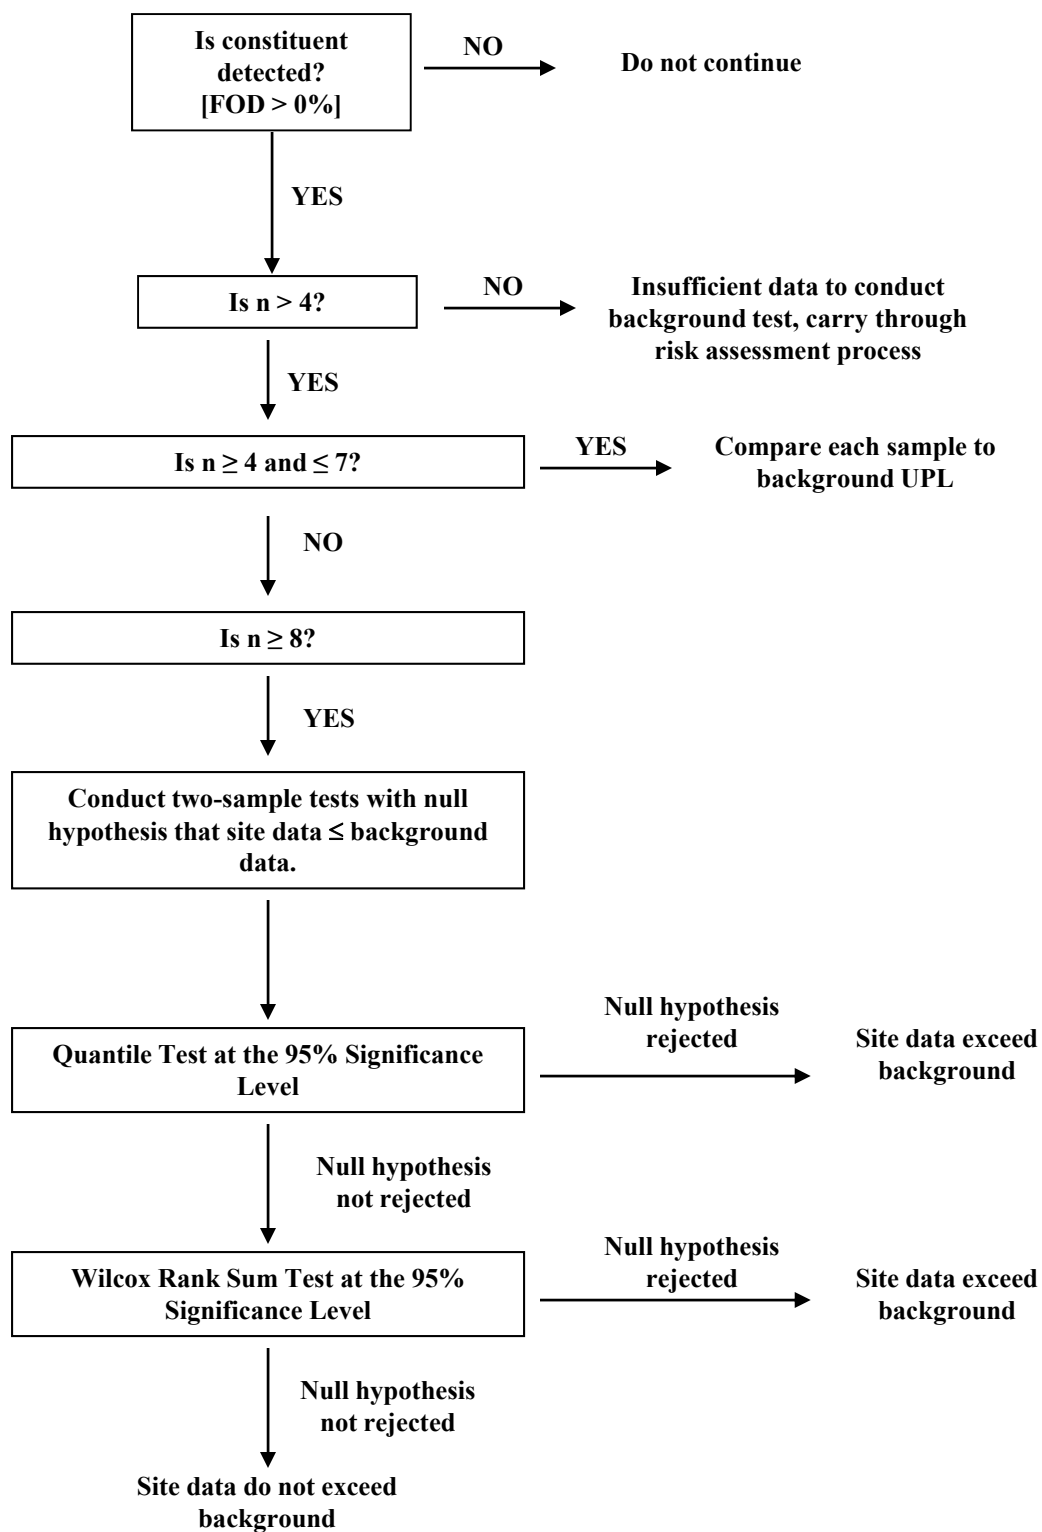 Is constituent
detected?
[FOD > 0%]
NO
Do not continue
YES
Is n > 4?
NO
Insufficient data to conduct
background test, carry through
risk assessment process
YES
Is n ≥ 4 and ≤ 7?
YES
Compare each sample to
background UPL
NO
Is n ≥ 8?
YES
Conduct two-sample tests with null
hypothesis that site data ≤ background
data.
Quantile Test at the 95% Significance
Level
Null hypothesis
rejected
Site data exceed
background
Null hypothesis
not rejected
Wilcox Rank Sum Test at the 95%
Significance Level
Null hypothesis
rejected
Site data exceed
background
Null hypothesis
not rejected
Site data do not exceed
background